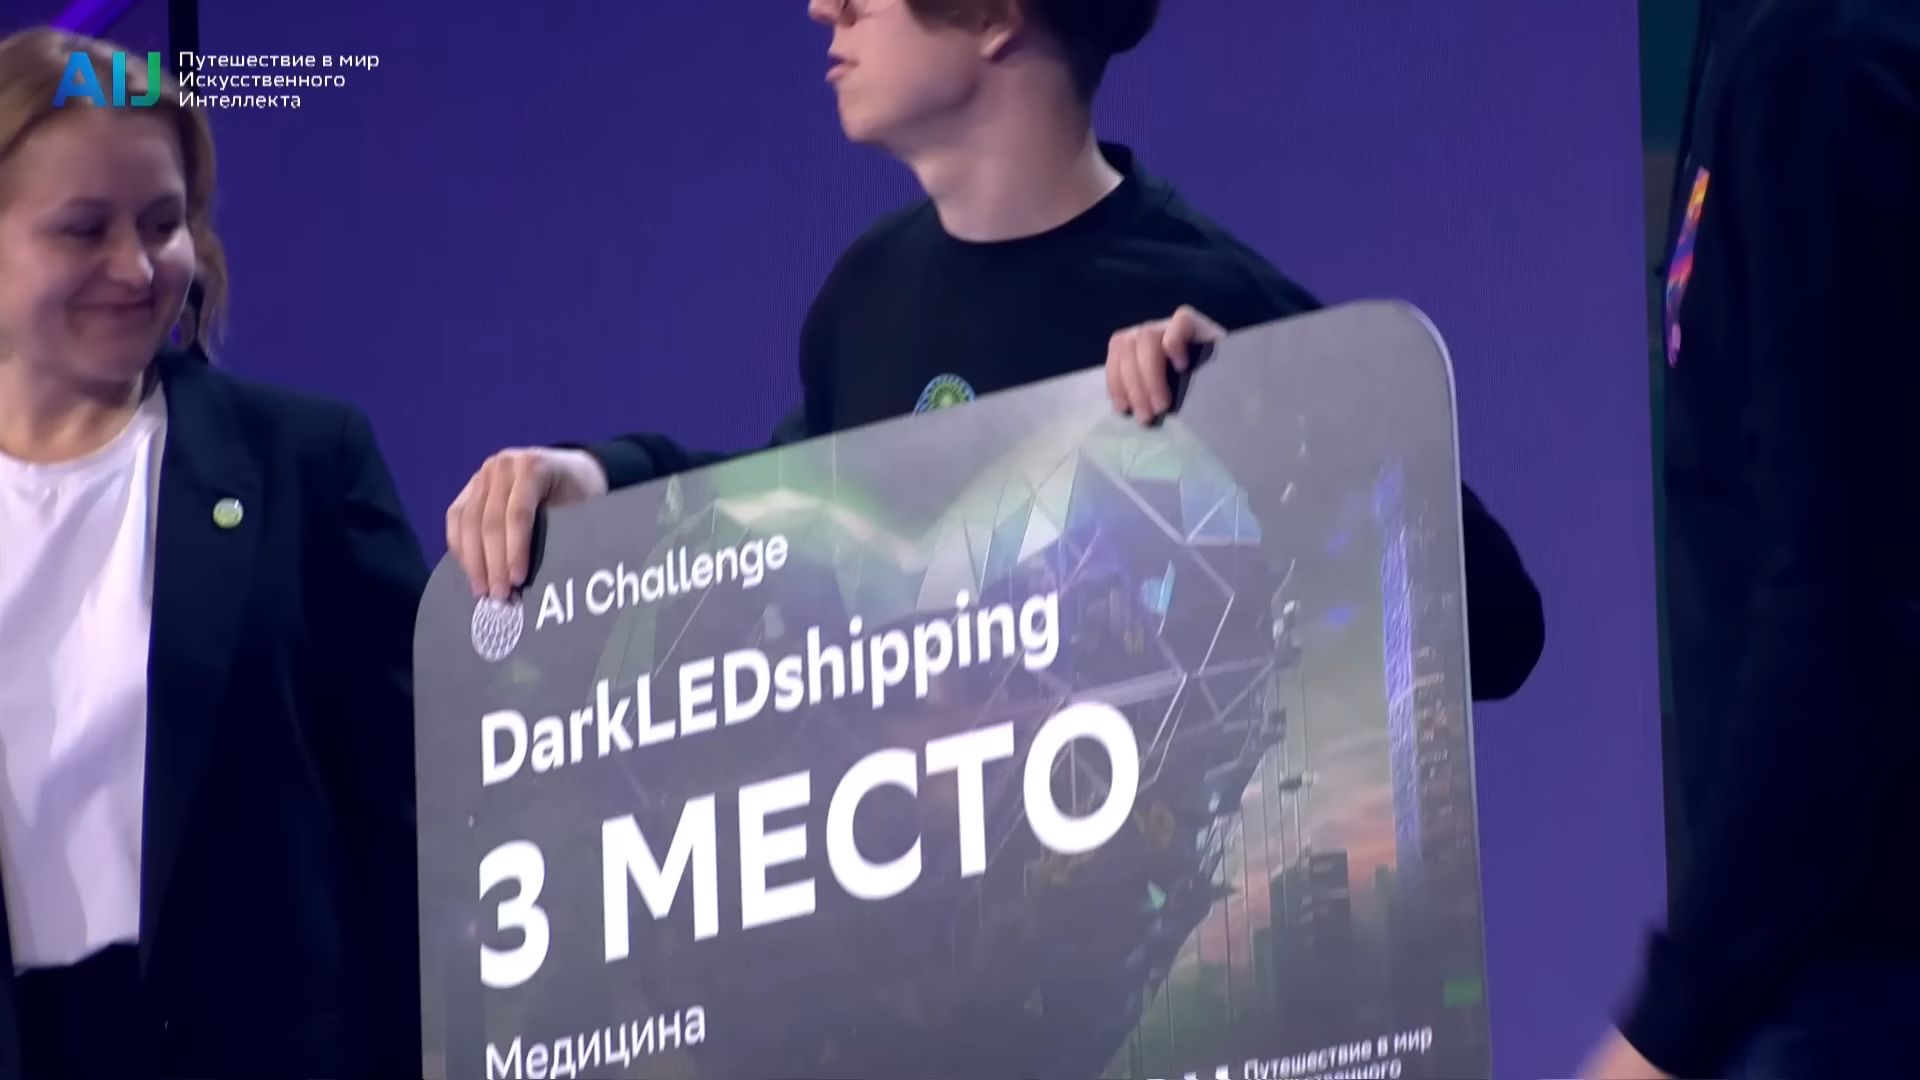 AIJ
Путешествие в мир
Искусственного
Интеллекта
AI Challenge
DarkLEDshipping
3 МЕСТО
Медицина
Путешествие в мир